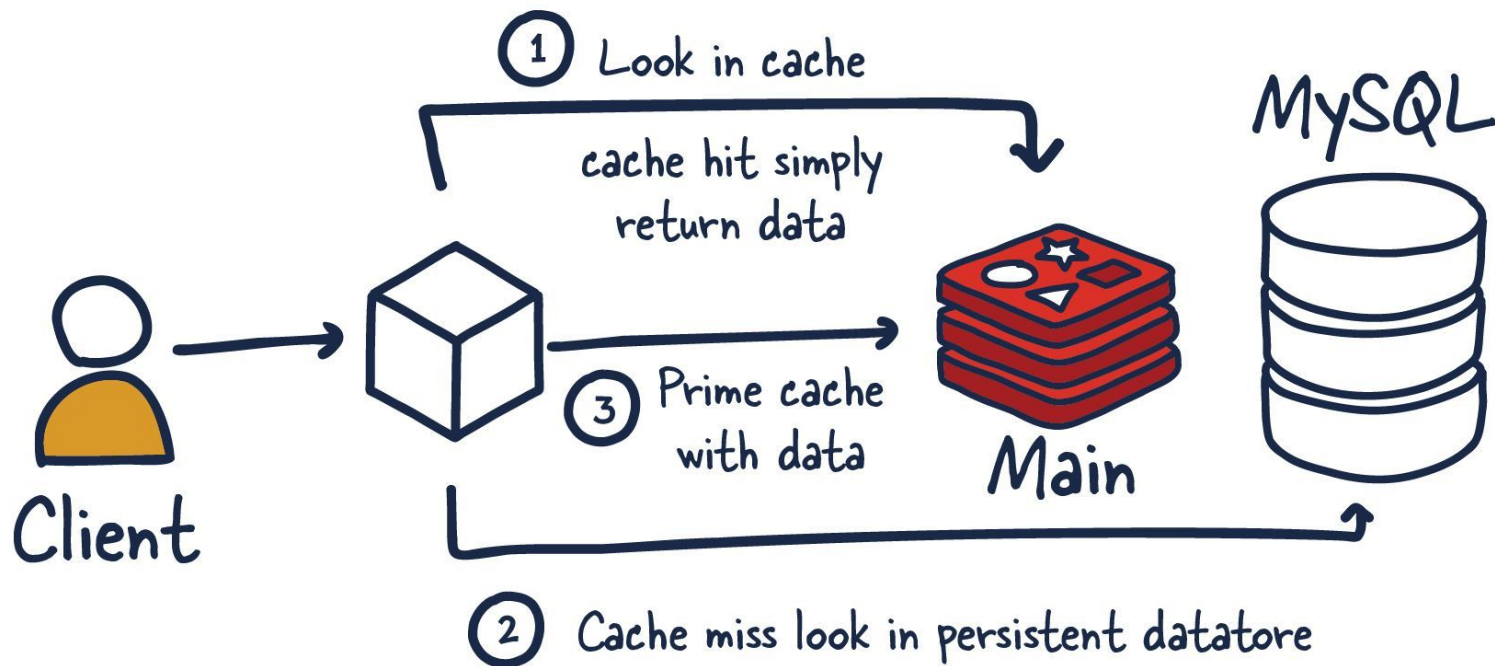 1 Look in cache
cache hit simply
return data
MySQL
3 Prime cache
with data
Main
Client
2 Cache miss look in persistent datatore